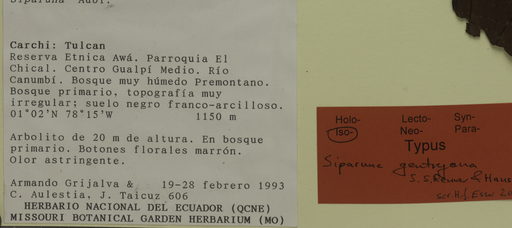 Siparuna Aubl.
Carchi: Tulcan
Reserva Etnica Awá. Parroquia El
Chical. Centro Gualpí Medio. Río
Canumbí. Bosque muy húmedo Premontano.
Bosque primario, topografía muy
irregular; suelo negro franco-arcilloso.
01°02'N 78°15'W 1150 m
Arbolito de 20 m de altura. En bosque
primario. Botones florales marrón.
Olor astringente.
Armando Grijalva & 19-28 febrero 1993
C. Aulestia, J. Taicuz 606
HERBARIO NACIONAL DEL ECUADOR (QCNE)
MISSOURI BOTANICAL GARDEN HERBARIUM (MO)
Holo- Lecto- Syn-
Iso- Neo- Para-
Typus
Siparuna gentryana
S. S. Renner &